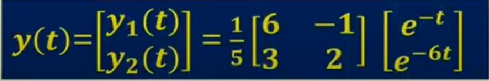 y(t)=[y₁(t) y₂(t)] = 1/5 [6 -1 3 2] [e^{-t} e^{-6t}]